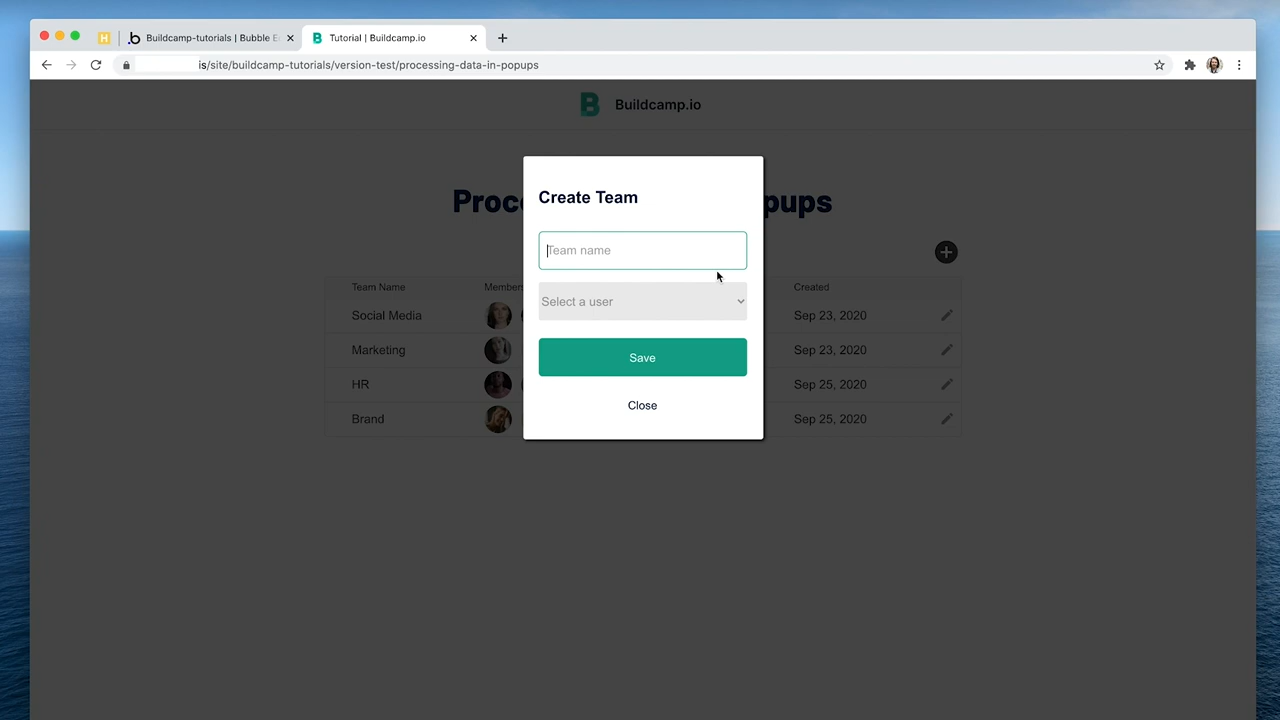 Buildcamp-tutorials | Bubble E
Tutorial | Buildcamp.io
is/site/buildcamp-tutorials/version-test/processing-data-in-popups
B Buildcamp.io
Create Team
Team name
Select a user
Save
Close
Team Name Members Created
Social Media Sep 23, 2020
Marketing Sep 23, 2020
HR Sep 25, 2020
Brand Sep 25, 2020